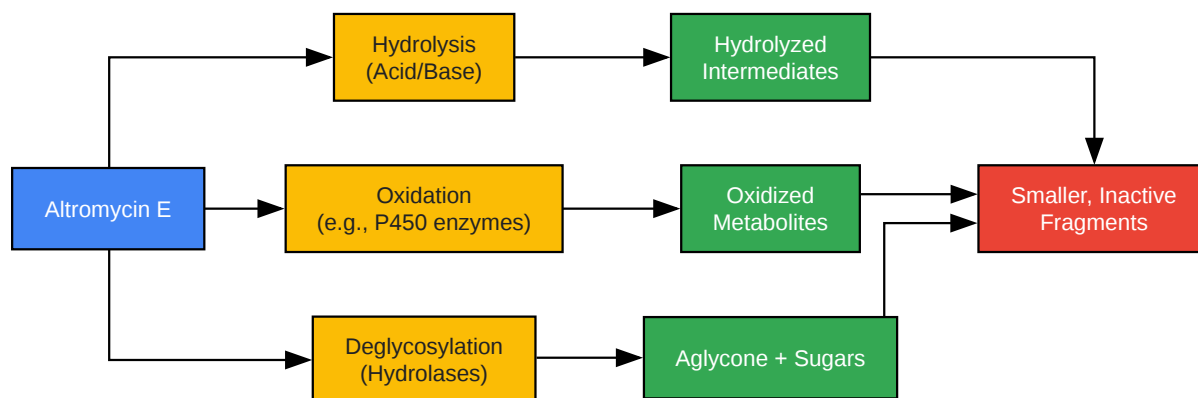 Hydrolysis
(Acid/Base)
Hydrolyzed
Intermediates
Altromycin E
Oxidation
(e.g., P450 enzymes)
Oxidized
Metabolites
Smaller, Inactive
Fragments
Deglycosylation
(Hydrolases)
Aglycone + Sugars